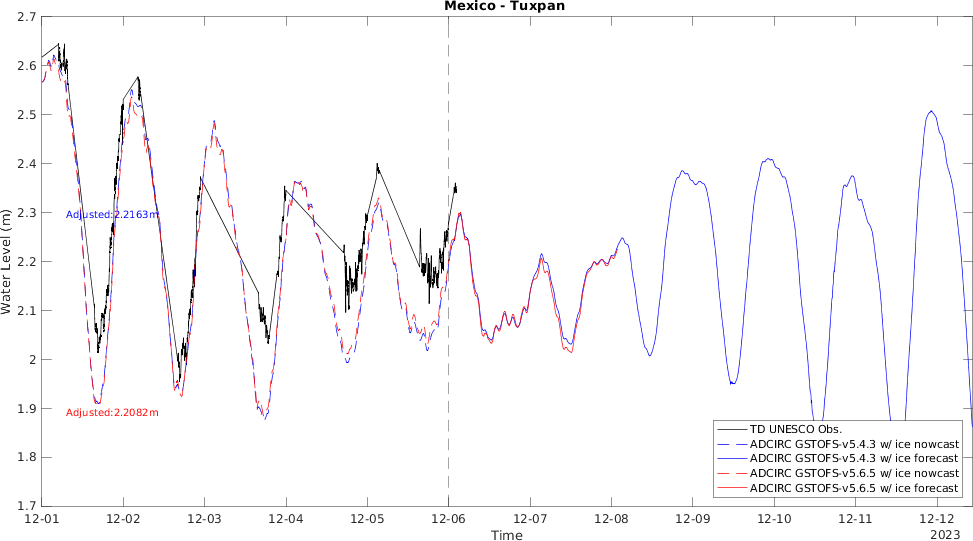 Mexico - Tuxpan
Water Level (m)
2.7
2.6
2.5
2.4
2.3
2.2
2.1
2
1.9
1.8
1.7
Adjusted:2.2163m
Adjusted:2.2082m
TD UNESCO Obs.
ADCIRC GSTOFS-v5.4.3 w/ ice nowcast
ADCIRC GSTOFS-v5.4.3 w/ ice forecast
ADCIRC GSTOFS-v5.6.5 w/ ice nowcast
ADCIRC GSTOFS-v5.6.5 w/ ice forecast
12-01 12-02 12-03 12-04 12-05 12-06 12-07 12-08 12-09 12-10 12-11 12-12
Time
2023